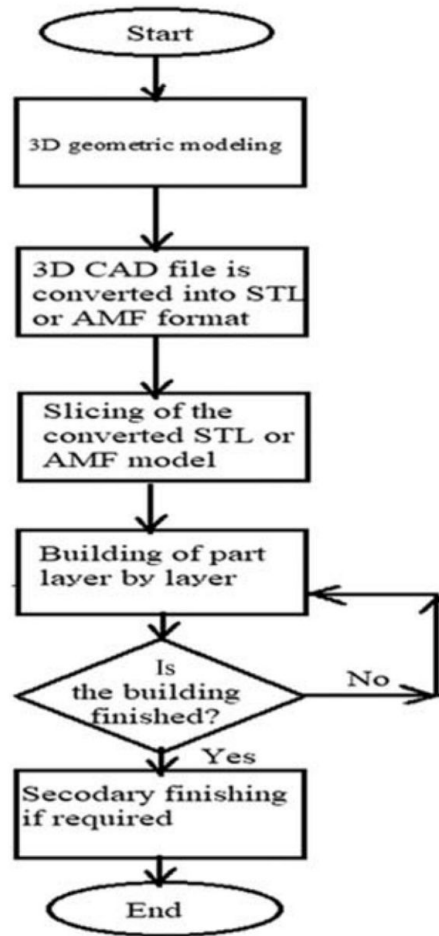 Start
3D geometric modeling
3D CAD file is
converted into STL
or AMF format
Slicing of the
converted STL or
AMF model
Building of part
layer by layer
Is
the building
finished?
No
Yes
Secodary finishing
if required
End